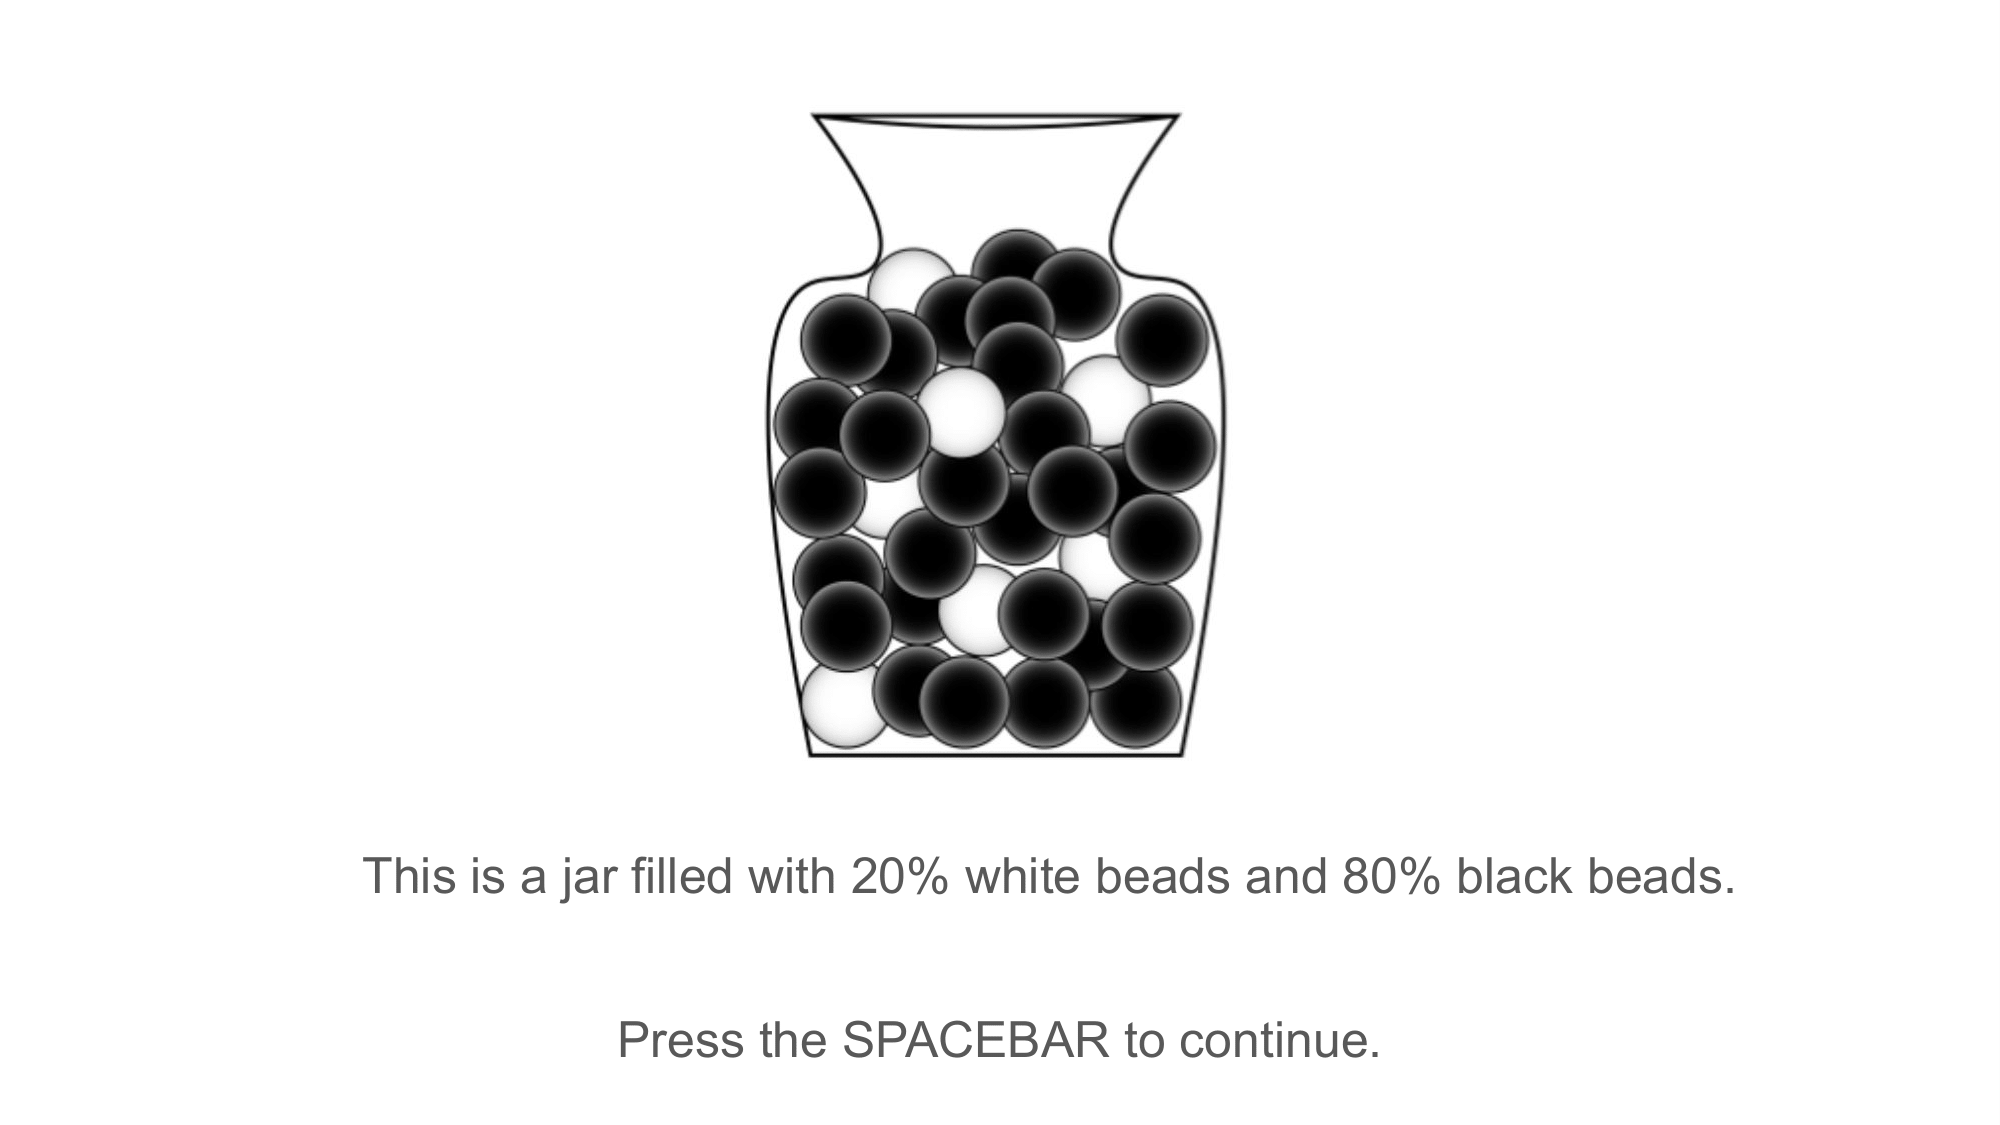 This is a jar filled with 20% white beads and 80% black beads.
Press the SPACEBAR to continue.